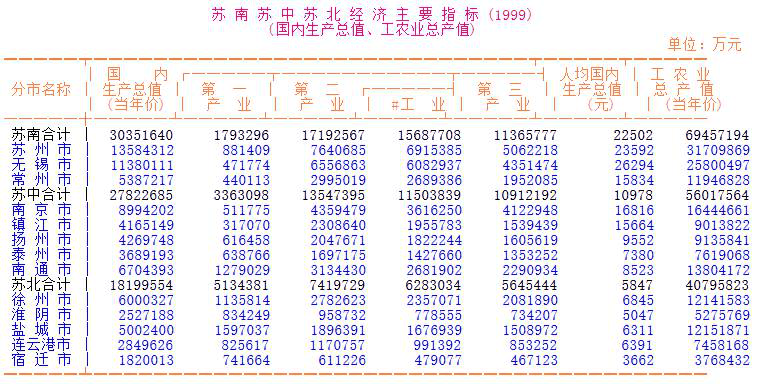 苏南苏中苏北经济主要指标(1999)
(国内生产总值、工农业总产值)
单位：万元
国内 人均国内 工农业
分市名称 生产总值 第一 第二 第三 生产总值 总产值
(当年价) 产业 产业 #工业 产业 (元) (当年价)
苏南合计 30351640 1793296 17192567 15687708 11365777 22502 69457194
苏州市 13584312 881409 7640685 6915385 5062218 23592 31709869
无锡市 11380111 471774 6556863 6082937 4351474 26294 25800497
常州市 5387217 440113 2995019 2689386 1952085 15834 11946828
苏中合计 27822685 3363098 13547395 11503839 10912192 10978 56017564
南京市 8994202 511775 4359479 3616250 4122948 16816 16444661
镇江市 4165149 317070 2308640 1955783 1539439 15664 9013822
扬州市 4269748 616458 2047671 1822244 1605619 9552 9135841
泰州市 3689193 638766 1697175 1427660 1353252 7380 7619068
南通市 6704393 1279029 3134430 2681902 2290934 8523 13804172
苏北合计 18199554 5134381 7419729 6283034 5645444 5847 40795823
徐州市 6000327 1135814 2782623 2357071 2081890 6845 12141583
淮阴市 2527188 834249 958732 778555 734207 5047 5275769
盐城市 5002400 1597037 1896391 1676939 1508972 6311 12151871
连云港市 2849626 825617 1170757 991392 853252 6391 7458168
宿迁市 1820013 741664 611226 479077 467123 3662 3768432